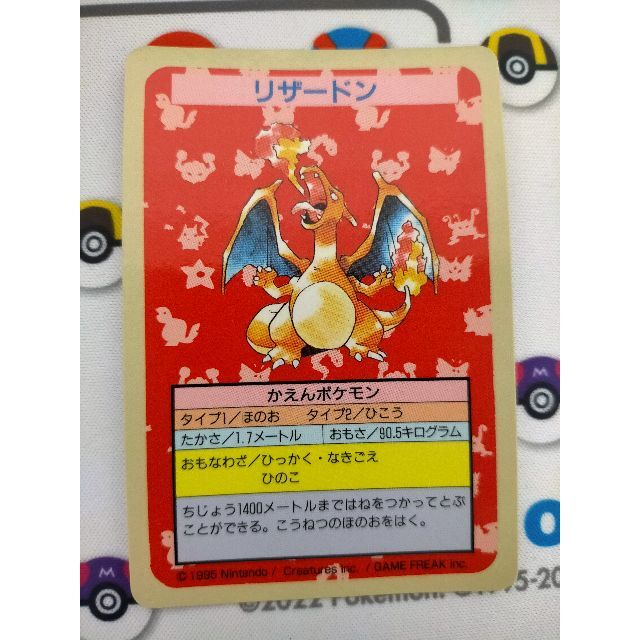 リザードン
かえんポケモン
タイプ1/ほのお タイプ2/ひこう
たかさ/1.7メートル おもさ/90.5キログラム
おもなわざ/ひっかく・なきごえ
ひのこ
ちじょう1400メートルまではねをつかってとぶ
ことができる。こうねつのほのおをはく。
©1995 Nintendo / Creatures inc. / GAME FREAK inc.
©2022 Pokémon. ©1995-20